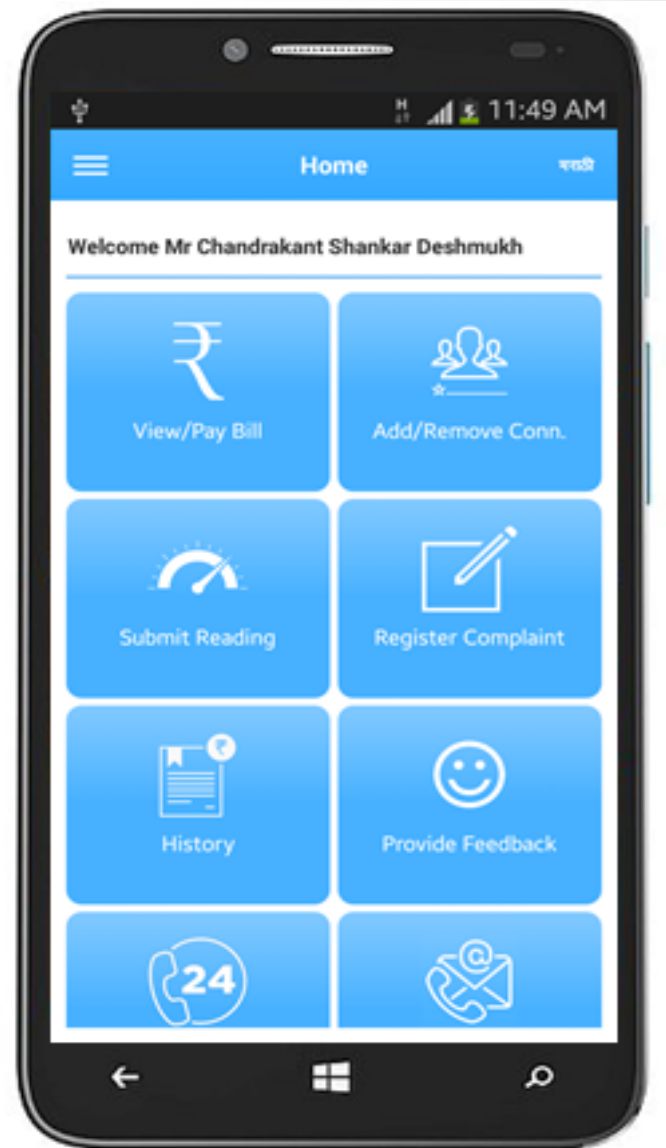 H
11:49 AM
Home
मराठी
Welcome Mr Chandrakant Shankar Deshmukh
₹
View/Pay Bill
Add/Remove Conn.
Submit Reading
Register Complaint
₹
History
Provide Feedback
24
@